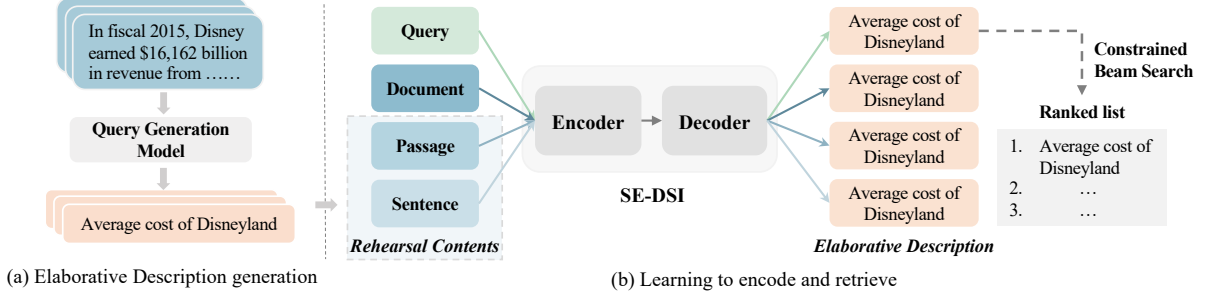 In fiscal 2015, Disney
earned $16,162 billion
in revenue from ……
Query Generation
Model
Average cost of Disneyland
(a) Elaborative Description generation
Query
Document
Passage
Sentence
Rehearsal Contents
Encoder
Decoder
SE-DSI
Average cost of
Disneyland
Average cost of
Disneyland
Average cost of
Disneyland
Average cost of
Disneyland
Elaborative Description
Constrained
Beam Search
Ranked list
1. Average cost of
Disneyland
2. …
3. …
(b) Learning to encode and retrieve